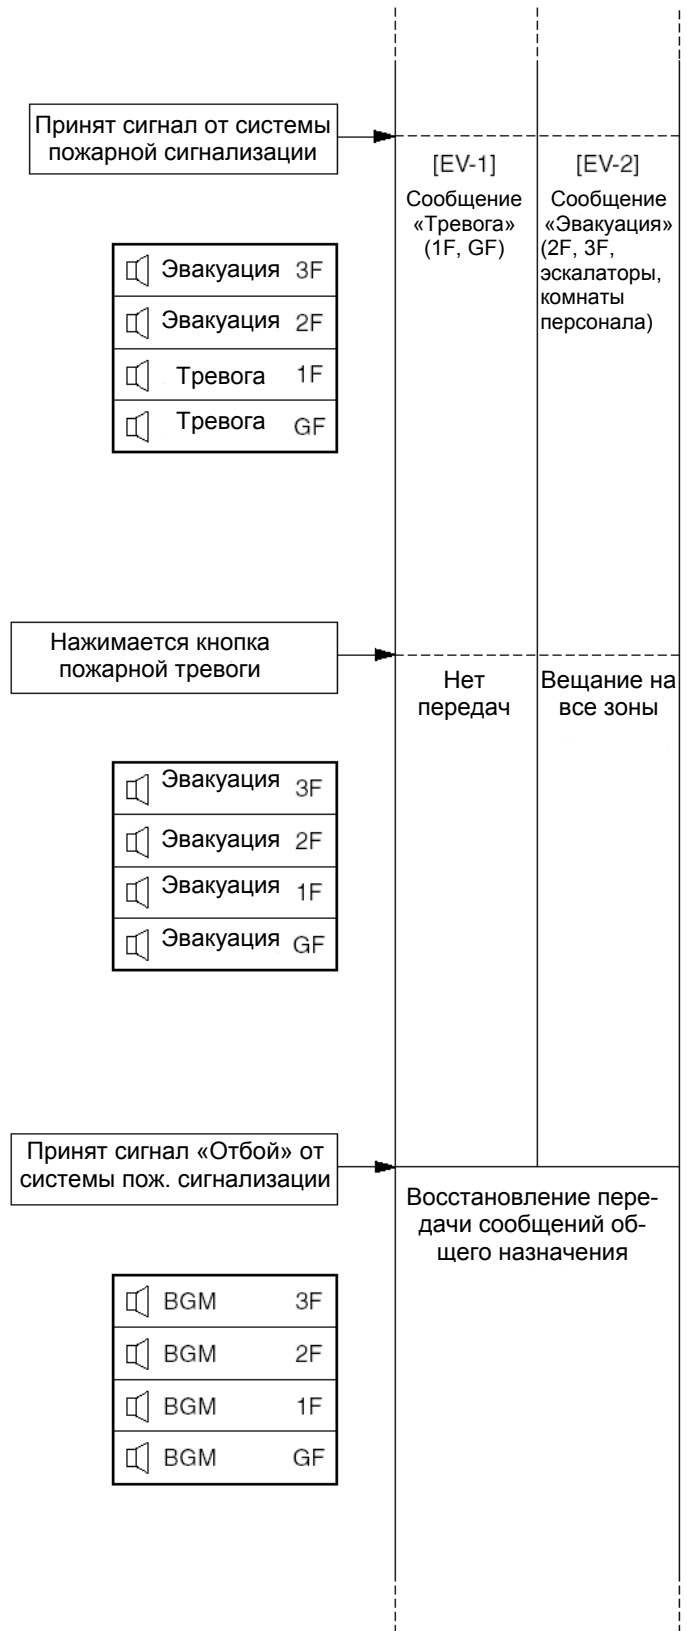 Принят сигнал от системы
пожарной сигнализации
[EV-1]
Сообщение
«Тревога»
(1F, GF)
[EV-2]
Сообщение
«Эвакуация»
(2F, 3F,
эскалаторы,
комнаты
персонала)
Эвакуация 3F
Эвакуация 2F
Тревога 1F
Тревога GF
Нажимается кнопка
пожарной тревоги
Нет
передач
Вещание на
все зоны
Эвакуация 3F
Эвакуация 2F
Эвакуация 1F
Эвакуация GF
Принят сигнал «Отбой» от
системы пож. сигнализации
Восстановление пере-
дачи сообщений об-
щего назначения
BGM 3F
BGM 2F
BGM 1F
BGM GF